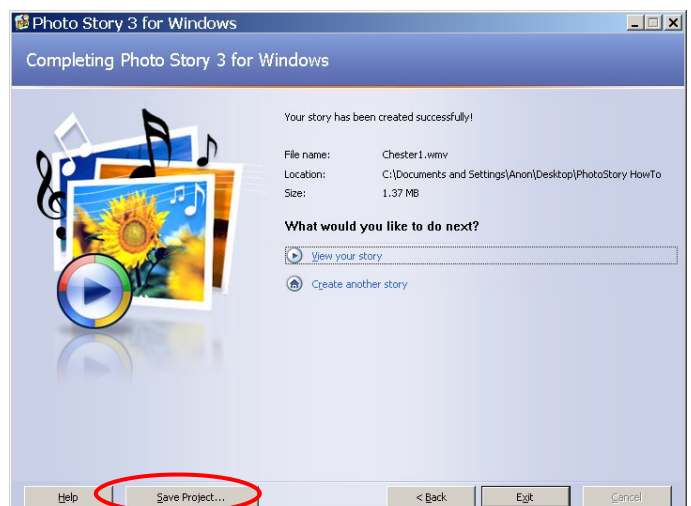 Photo Story 3 for Windows
Completing Photo Story 3 for Windows
Your story has been created successfully!
File name: Chester1.wmv
Location: C:\Documents and Settings\Anon\Desktop\PhotoStory HowTo
Size: 1.37 MB
What would you like to do next?
View your story
Create another story
Help Save Project... < Back Exit Cancel